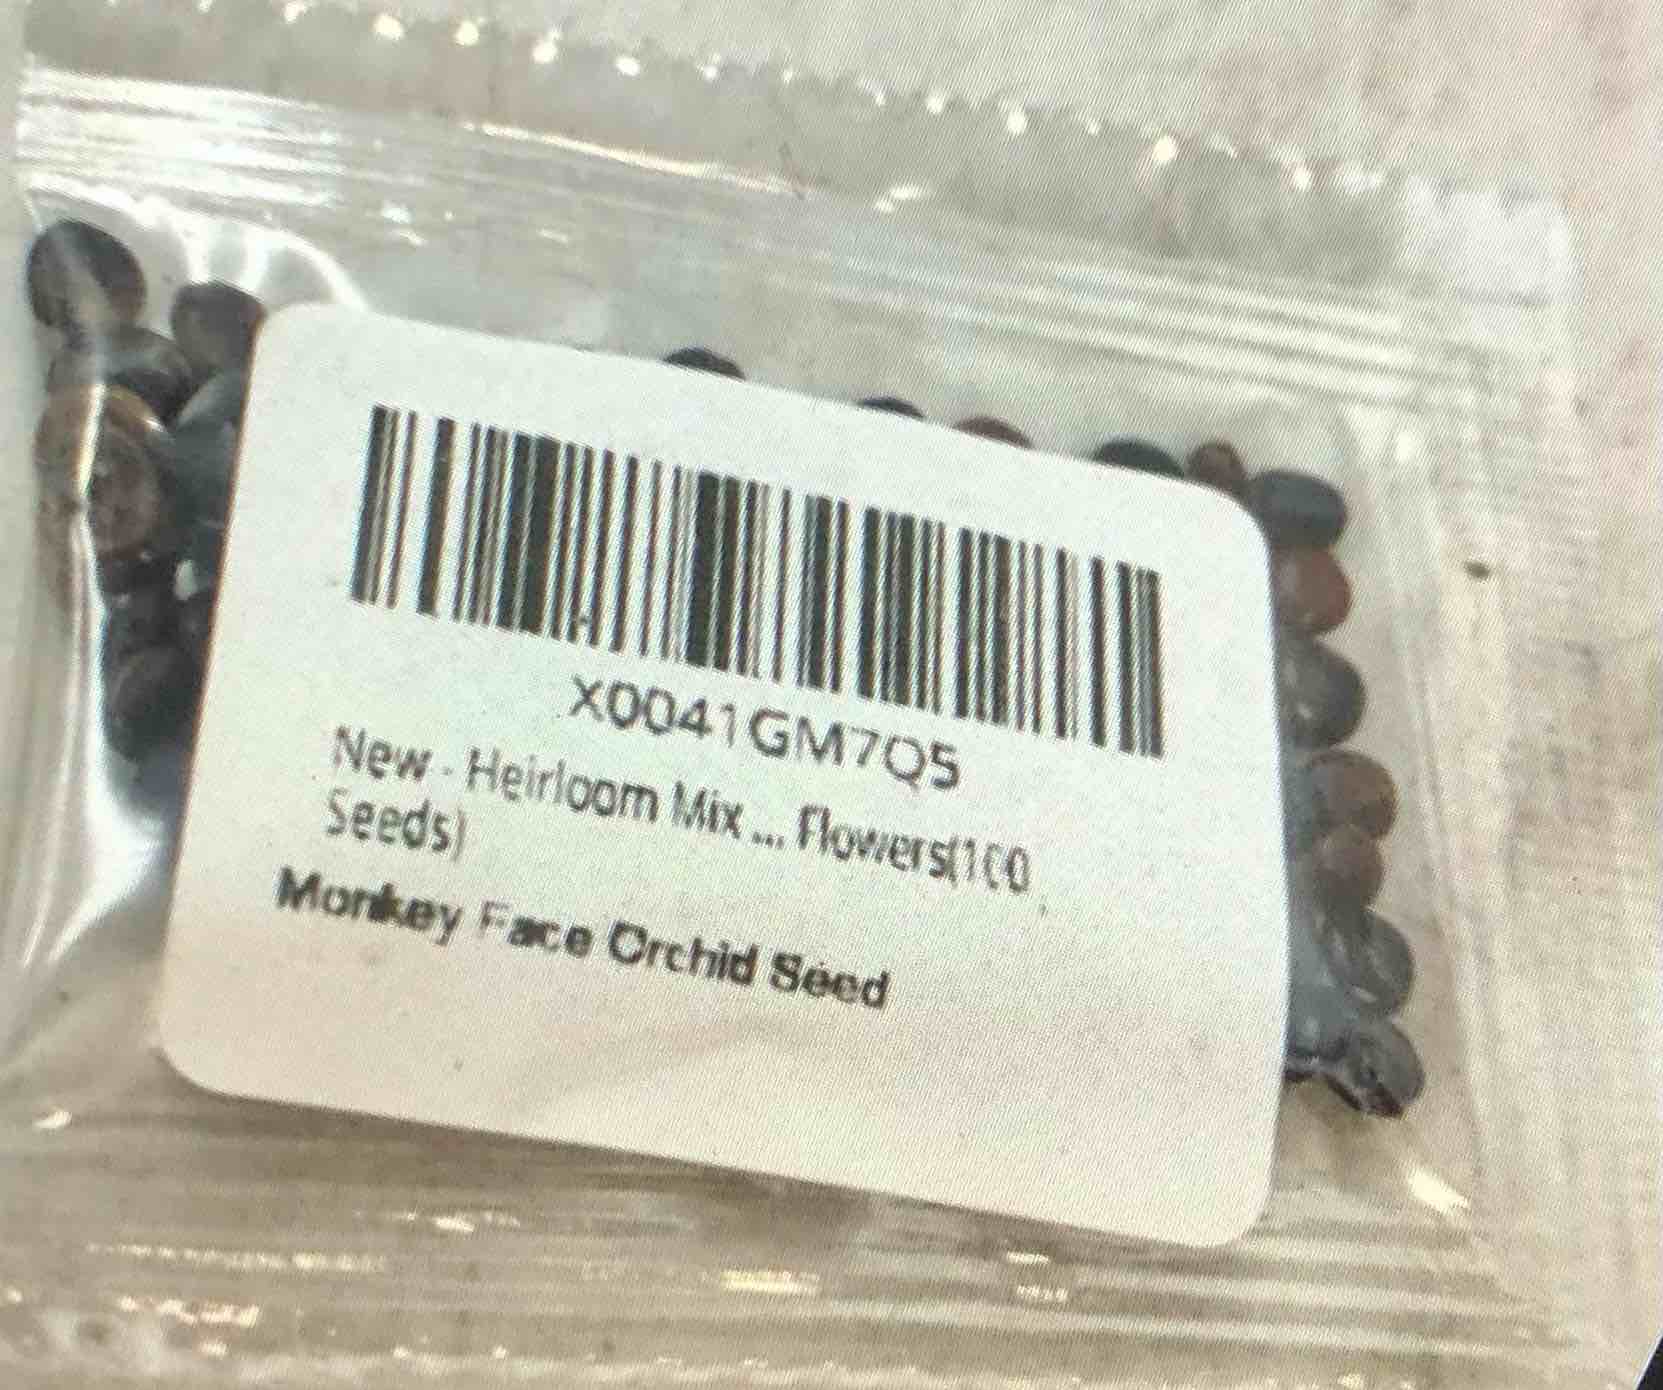 X0041GM7Q5
New - Heirloom Mix ... Flowers(100
Seeds)
Monkey Face Orchid Seed